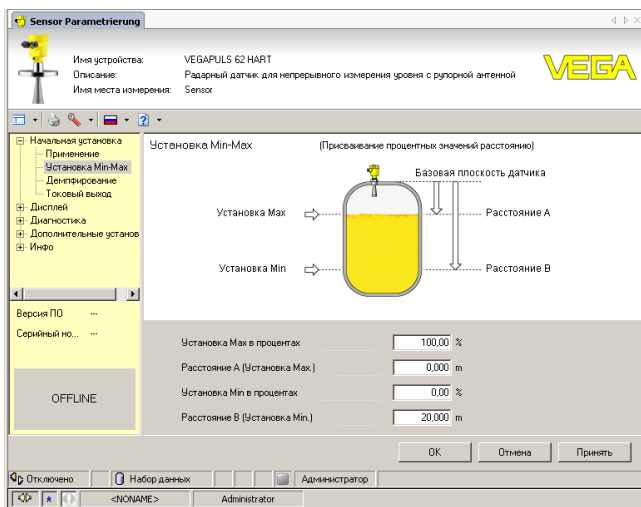 Sensor Parametrierung
Имя устройства: VEGAPULS 62 HART
Описание: Радарный датчик для непрерывного измерения уровня с рупорной антенной
Имя места измерения: Sensor
VEGA
Начальная установка
Применение
Установка Min-Max
Демпфирование
Токовый выход
Дисплей
Диагностика
Дополнительные установ
Инфо
Версия ПО ---
Серийный но... ---
OFFLINE
Установка Min-Max (Присваивание процентных значений расстоянию)
Базовая плоскость датчика
Установка Max Расстояние A
Установка Min Расстояние B
Установка Max в процентах 100,00 %
Расстояние A (Установка Max.) 0,000 m
Установка Min в процентах 0,00 %
Расстояние B (Установка Min.) 20,000 m
OK Отмена Принять
Отключено Набор данных Администратор
<NONAME> Administrator